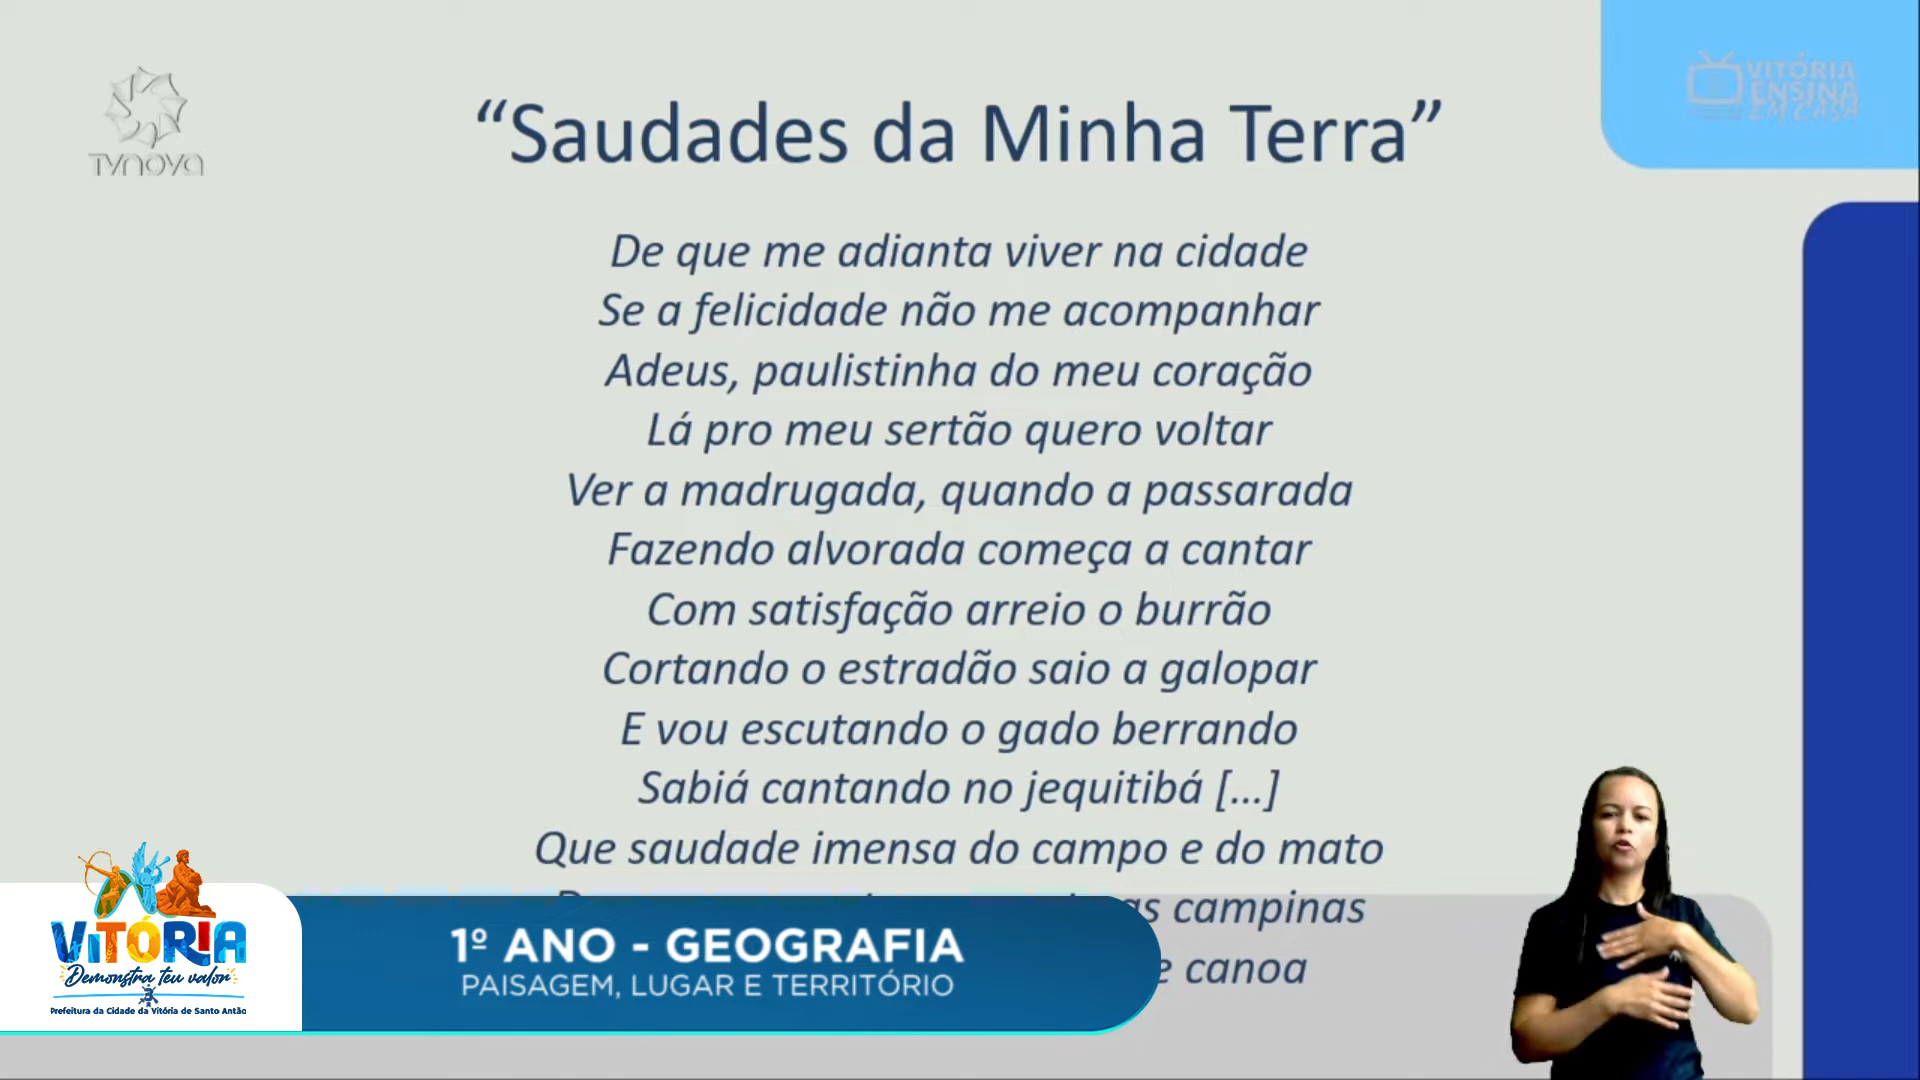 TVNOVA
VITÓRIA
ENSINA
EM CASA
“Saudades da Minha Terra”
De que me adianta viver na cidade
Se a felicidade não me acompanhar
Adeus, paulistinha do meu coração
Lá pro meu sertão quero voltar
Ver a madrugada, quando a passarada
Fazendo alvorada começa a cantar
Com satisfação arreio o burrão
Cortando o estradão saio a galopar
E vou escutando o gado berrando
Sabiá cantando no jequitibá [...]
Que saudade imensa do campo e do mato
as campinas
e canoa
VITÓRIA
Demonstra teu valor
Prefeitura da Cidade da Vitória de Santo Antão
1º ANO - GEOGRAFIA
PAISAGEM, LUGAR E TERRITÓRIO